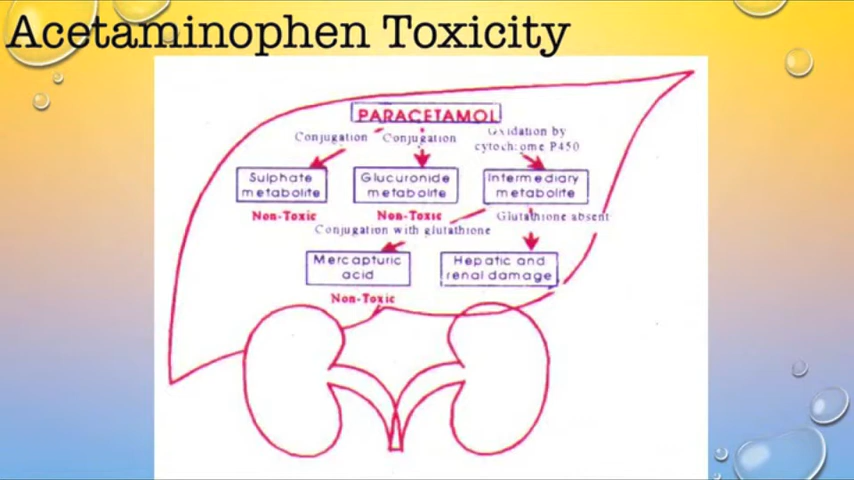 Acetaminophen Toxicity
PARACETAMOL
Conjugation Conjugation Oxidation by
cytochrome P450
Sulphate
metabolite
Glucuronide
metabolite
Intermediary
metabolite
Non-Toxic Non-Toxic Glutathione absent
Conjugation with glutathione
Mercapturic
acid
Hepatic and
renal damage
Non-Toxic